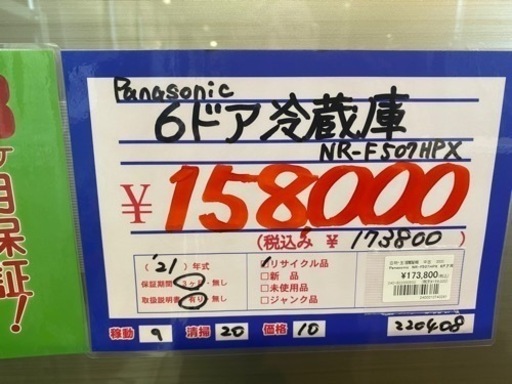 ヶ月保証!
Panasonic
6ドア冷蔵庫
NR-F507HPX
¥158000
(税込み ¥173800)
('21)年式
保証期間 3ヶ月・無し
取扱説明書 有り・無し
リサイクル品
□新 品
□未使用品
□ジャンク品
¥173,800
稼動 9 清掃 20 価格 10
220408